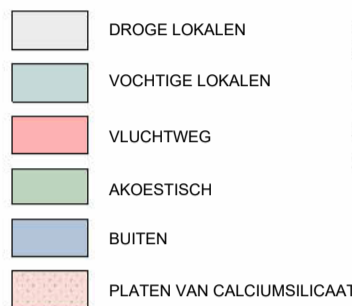 DROGE LOKALEN
VOCHTIGE LOKALEN
VLUCHTWEG
AKOESTISCH
BUITEN
PLATEN VAN CALCIUMSILICAAT